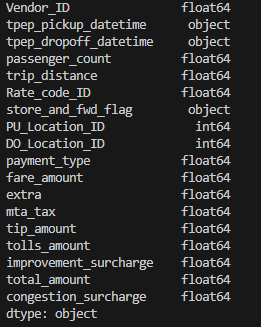 Vendor_ID float64
tpep_pickup_datetime object
tpep_dropoff_datetime object
passenger_count float64
trip_distance float64
Rate_code_ID float64
store_and_fwd_flag object
PU_Location_ID int64
DO_Location_ID int64
payment_type float64
fare_amount float64
extra float64
mta_tax float64
tip_amount float64
tolls_amount float64
improvement_surcharge float64
total_amount float64
congestion_surcharge float64
dtype: object